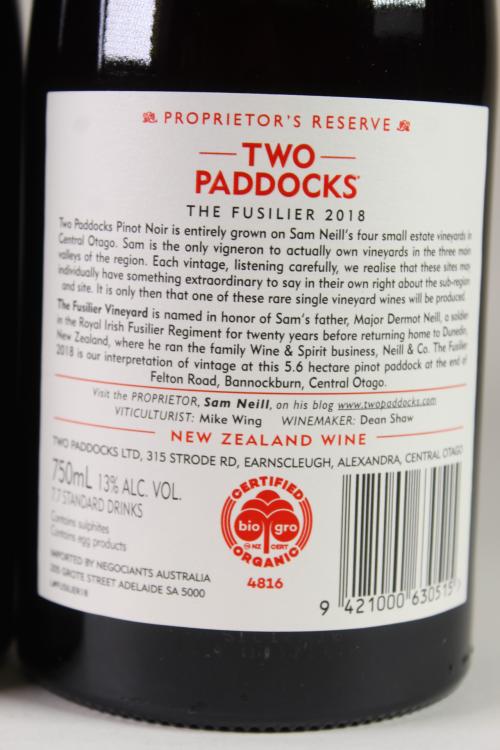 PROPRIETOR'S RESERVE
TWO
PADDOCKS
THE FUSILIER 2018
Two Paddocks Pinot Noir is entirely grown on Sam Neill's four small estate vineyards in
Central Otago. Sam is the only vigneron to actually own vineyards in the three main
valleys of the region. Each vintage, listening carefully, we realise that these sites may
individually have something extraordinary to say in their own right about the sub-region
and site. It is only then that one of these rare single vineyard wines will be produced.
The Fusilier Vineyard is named in honor of Sam's father, Major Dermot Neill, a soldier
in the Royal Irish Fusilier Regiment for twenty years before returning home to Dunedin,
New Zealand, where he ran the family Wine & Spirit business, Neill & Co. The Fusilier
2018 is our interpretation of vintage at this 5.6 hectare pinot paddock at the end of
Felton Road, Bannockburn, Central Otago.
Visit the PROPRIETOR, Sam Neill, on his blog www.twopaddocks.com
VITICULTURIST: Mike Wing WINEMAKER: Dean Shaw
NEW ZEALAND WINE
TWO PADDOCKS LTD, 315 STRODE RD, EARNSCLEUGH, ALEXANDRA, CENTRAL OTAGO
750mL 13% ALC. VOL.
7.7 STANDARD DRINKS
Contains sulphites
Contains egg products
IMPORTED BY NEGOCIANTS AUSTRALIA
205 GROTE STREET ADELAIDE SA 5000
L#FUSILIER18
CERTIFIED
bio gro
NZ CERT
ORGANIC
4816
9 421000 630515